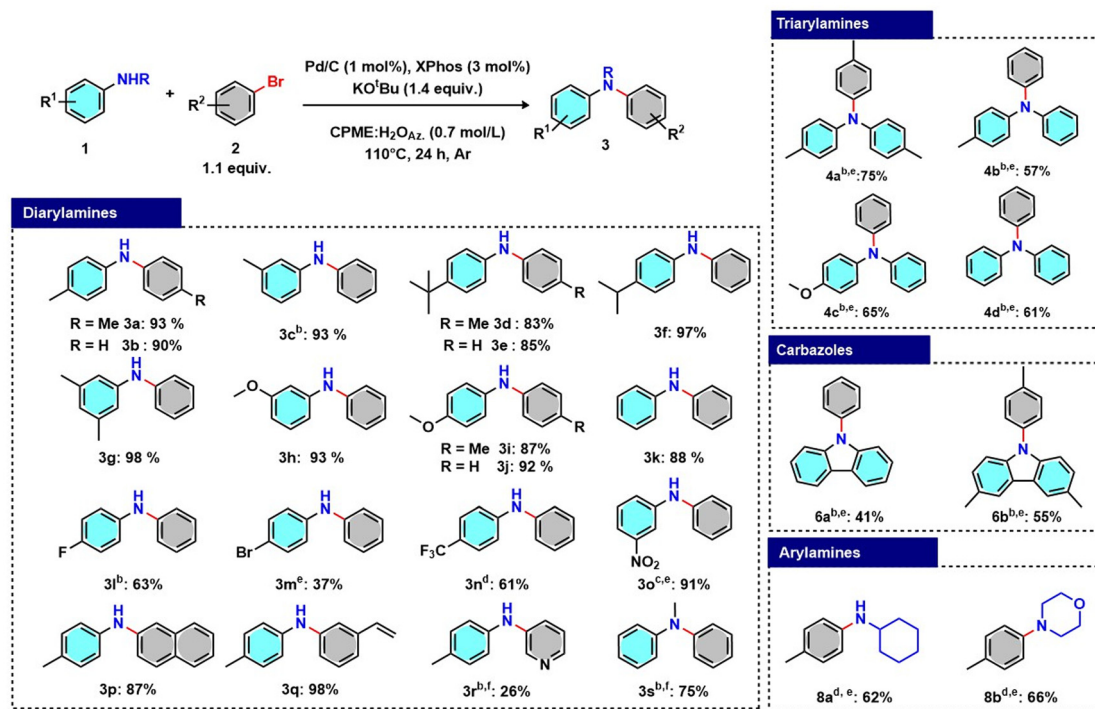 NHR
R¹
1
+
Br
R²
2
1.1 equiv.
Pd/C (1 mol%), XPhos (3 mol%)
KOᵗBu (1.4 equiv.)
CPME:H₂O_Az. (0.7 mol/L)
110°C, 24 h, Ar
R
N
R¹
R²
3
Diarylamines
H
N
R
R = Me 3a: 93 %
R = H 3b: 90%
H
N
3cᵇ: 93 %
H
N
R
R = Me 3d : 83%
R = H 3e : 85%
H
N
3f: 97%
H
N
3g: 98 %
H
N
O
3h: 93 %
H
N
O
R
R = Me 3i: 87%
R = H 3j: 92 %
H
N
3k: 88 %
H
N
F
3lᵇ: 63%
H
N
Br
3mᵉ: 37%
H
N
F₃C
3nᵈ: 61%
H
N
NO₂
3oᶜ,ᵉ: 91%
H
N
3p: 87%
H
N
3q: 98%
H
N
N
3rᵇ,ᶠ: 26%
N
3sᵇ,ᶠ: 75%
Triarylamines
N
4aᵇ,ᵉ:75%
N
4bᵇ,ᵉ: 57%
N
O
4cᵇ,ᵉ: 65%
N
4dᵇ,ᵉ: 61%
Carbazoles
N
6aᵇ,ᵉ: 41%
N
6bᵇ,ᵉ: 55%
Arylamines
H
N
8aᵈ, ᵉ: 62%
O
N
8bᵈ,ᵉ: 66%